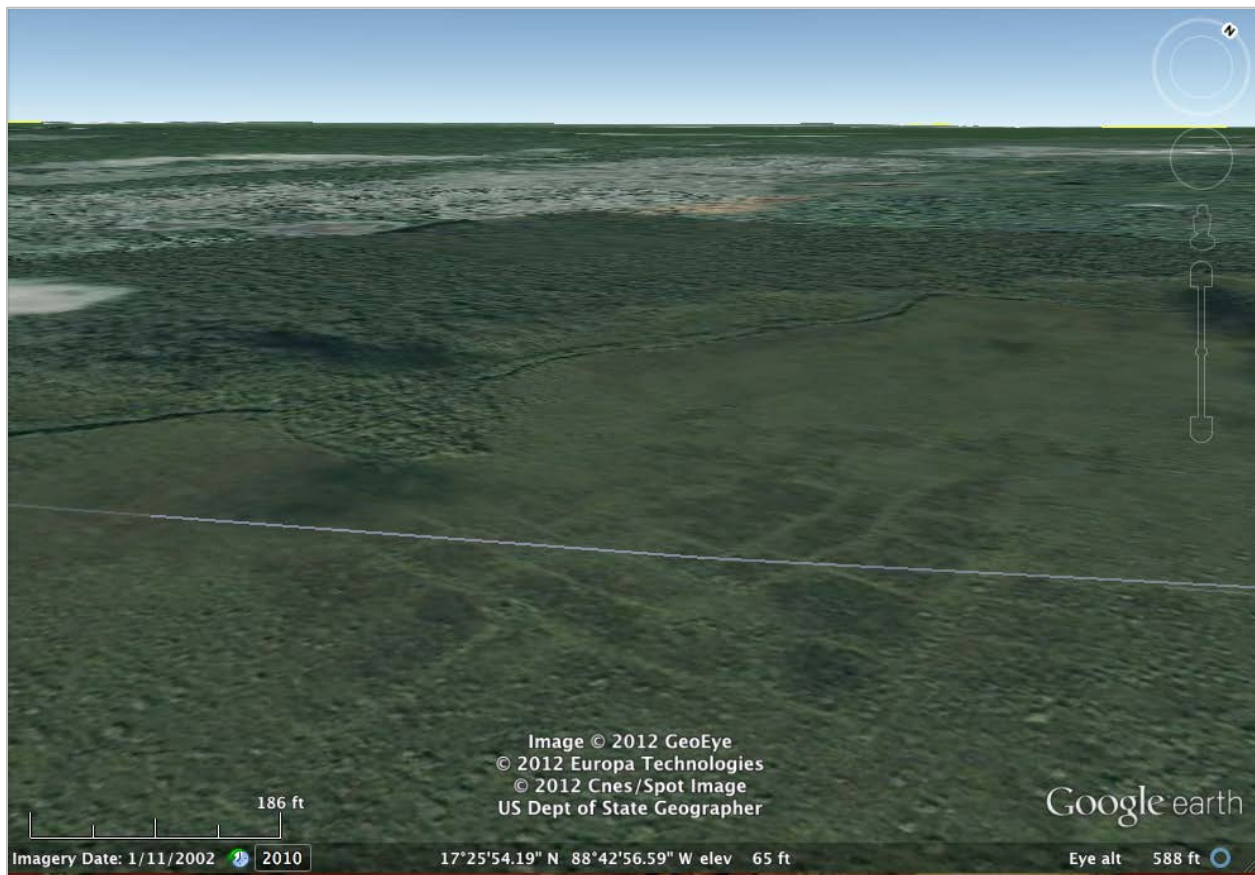 N
186 ft
Image © 2012 GeoEye
© 2012 Europa Technologies
© 2012 Cnes/Spot Image
US Dept of State Geographer
Google earth
Imagery Date: 1/11/2002 2010 17°25'54.19" N 88°42'56.59" W elev 65 ft Eye alt 588 ft